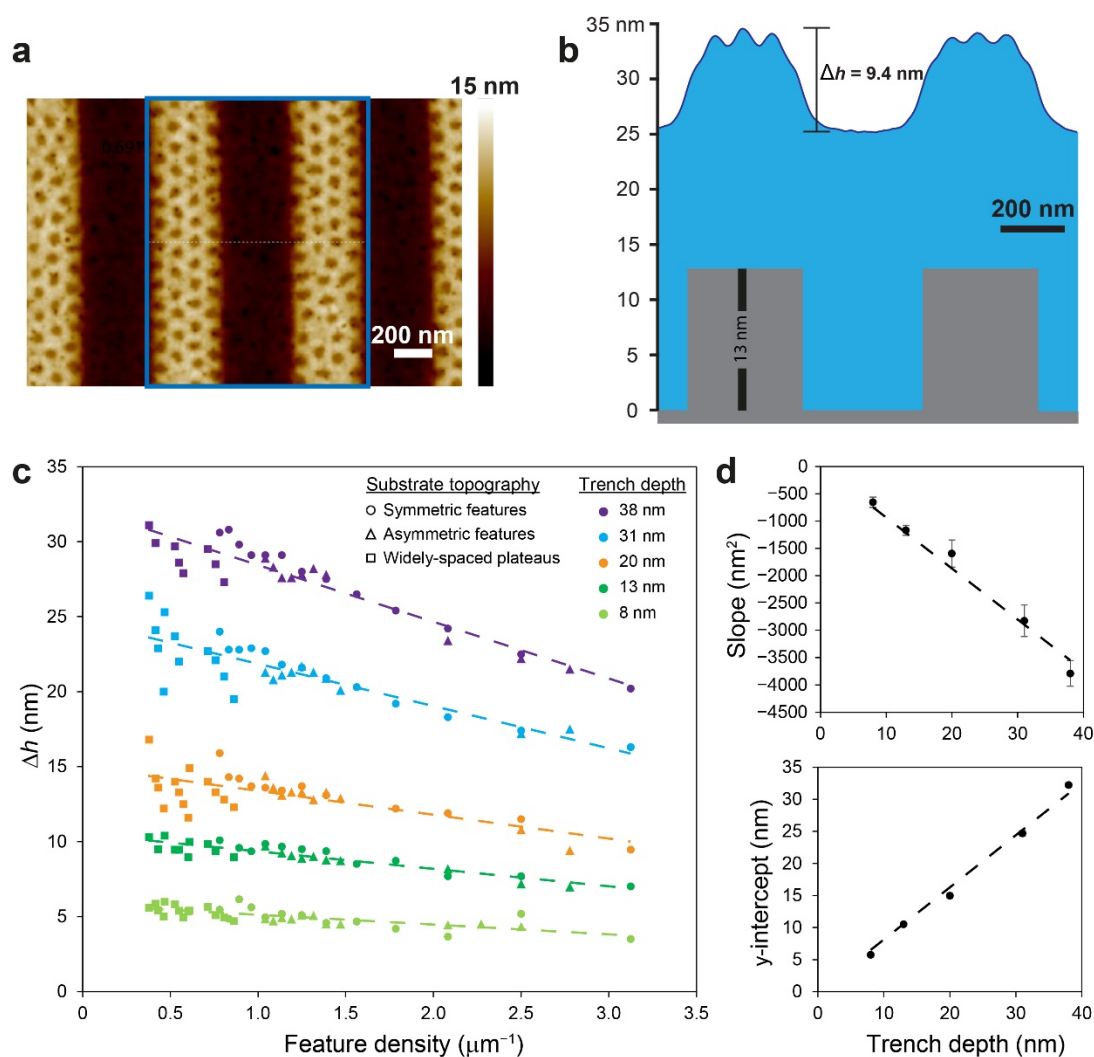 a
15 nm
200 nm
b
35 nm
30
25
20
15
10
5
0
Δh = 9.4 nm
200 nm
13 nm
c
35
30
25
20
15
10
5
0
Δh (nm)
Substrate topography
Symmetric features
Asymmetric features
Widely-spaced plateaus
Trench depth
38 nm
31 nm
20 nm
13 nm
8 nm
0 0.5 1.0 1.5 2.0 2.5 3.0 3.5
Feature density (μm⁻¹)
d
0
−500
−1000
−1500
−2000
−2500
−3000
−3500
−4000
−4500
Slope (nm²)
0 10 20 30 40
35
30
25
20
15
10
5
0
y-intercept (nm)
0 10 20 30 40
Trench depth (nm)